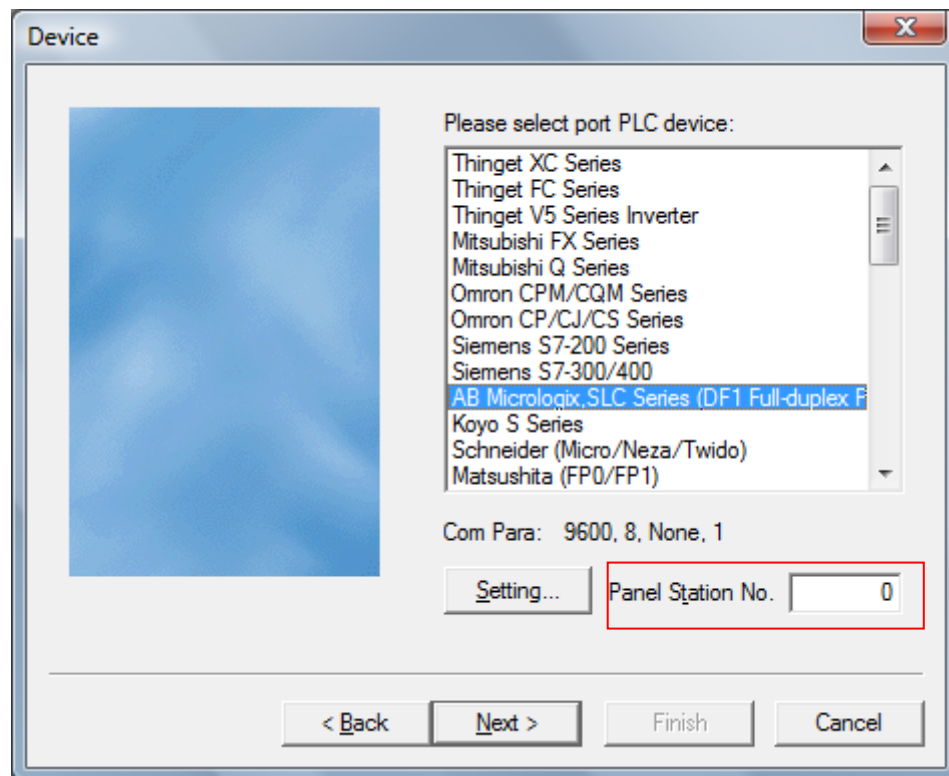 Device
Please select port PLC device:
Thinget XC Series
Thinget FC Series
Thinget V5 Series Inverter
Mitsubishi FX Series
Mitsubishi Q Series
Omron CPM/CQM Series
Omron CP/CJ/CS Series
Siemens S7-200 Series
Siemens S7-300/400
AB Micrologix,SLC Series (DF1 Full-duplex F
Koyo S Series
Schneider (Micro/Neza/Twido)
Matsushita (FP0/FP1)
Com Para: 9600, 8, None, 1
Setting... Panel Station No. 0
< Back Next > Finish Cancel